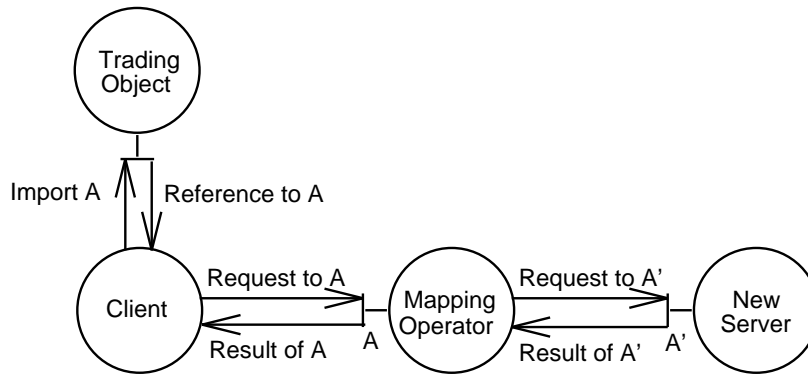 Trading
Object
Import A
Reference to A
Request to A
Request to A’
Client
Mapping
Operator
New
Server
Result of A
A
Result of A’
A’